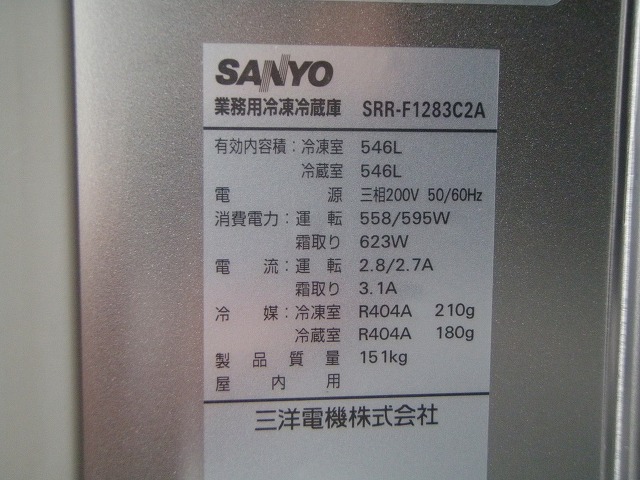 SANYO
業務用冷凍冷蔵庫 SRR-F1283C2A
有効内容積:冷凍室 546L
冷蔵室 546L
電源 三相200V 50/60Hz
消費電力:運転 558/595W
霜取り 623W
電流:運転 2.8/2.7A
霜取り 3.1A
冷媒:冷凍室 R404A 210g
冷蔵室 R404A 180g
製品質量 151kg
屋内用
三洋電機株式会社